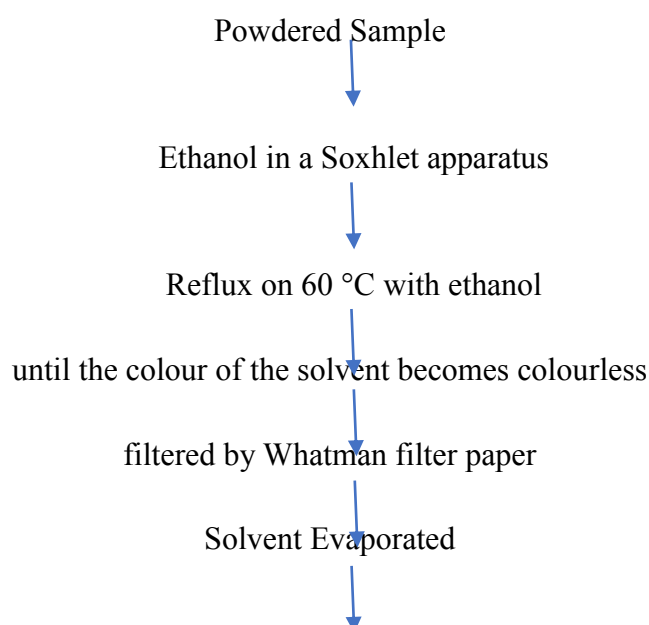 Powdered Sample
Ethanol in a Soxhlet apparatus
Reflux on 60 °C with ethanol
until the colour of the solvent becomes colourless
filtered by Whatman filter paper
Solvent Evaporated